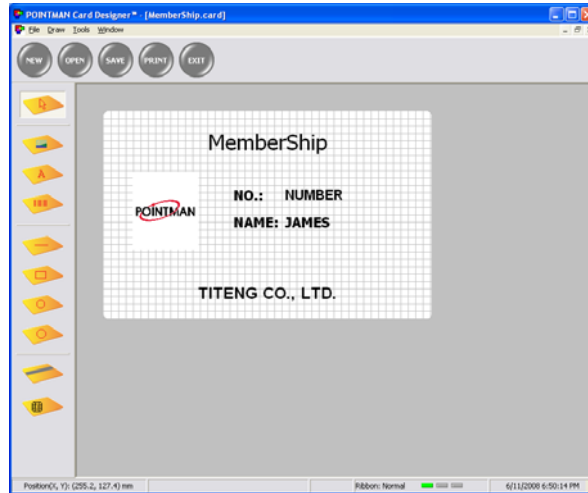 POINTMAN Card Designer™ - [MemberShip.card]
File Draw Tools Window
NEW OPEN SAVE PRINT EXIT
A
MemberShip
POINTMAN
NO.: NUMBER
NAME: JAMES
TITENG CO., LTD.
Position(X, Y): (255.2, 127.4) mm Ribbon: Normal 6/11/2008 6:50:14 PM